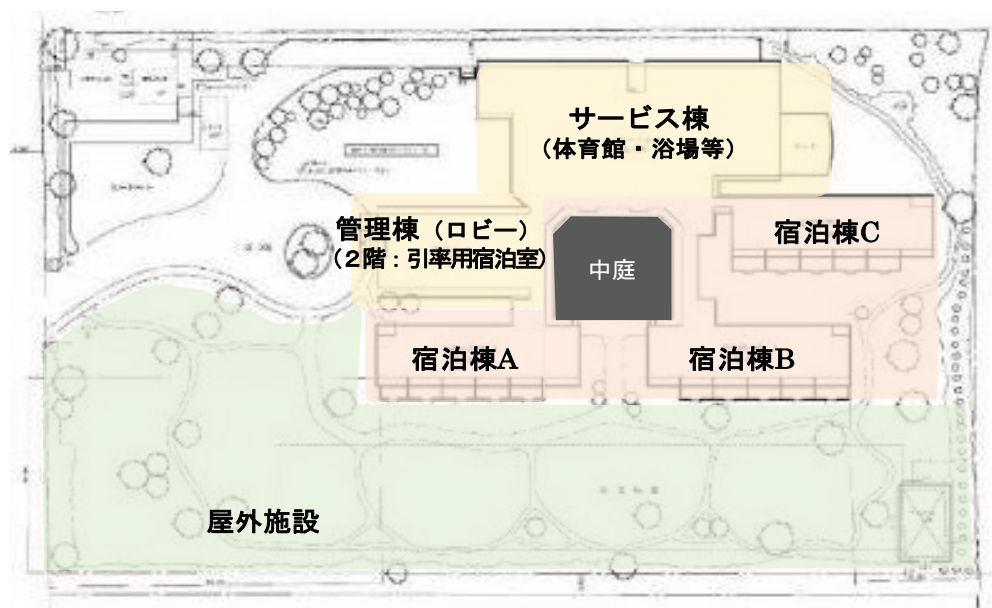 サービス棟
（体育館・浴場等）
管理棟（ロビー）
（２階：引率用宿泊室）
中庭
宿泊棟C
宿泊棟A
宿泊棟B
屋外施設